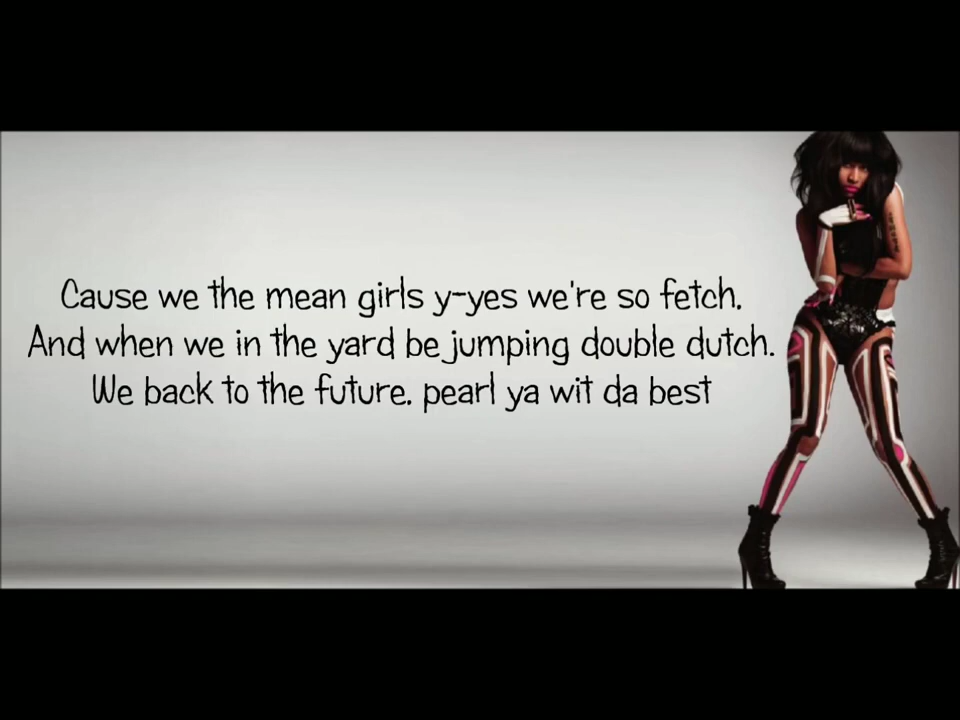 Cause we the mean girls y-yes we're so fetch.
And when we in the yard be jumping double dutch.
We back to the future. pearl ya wit da best